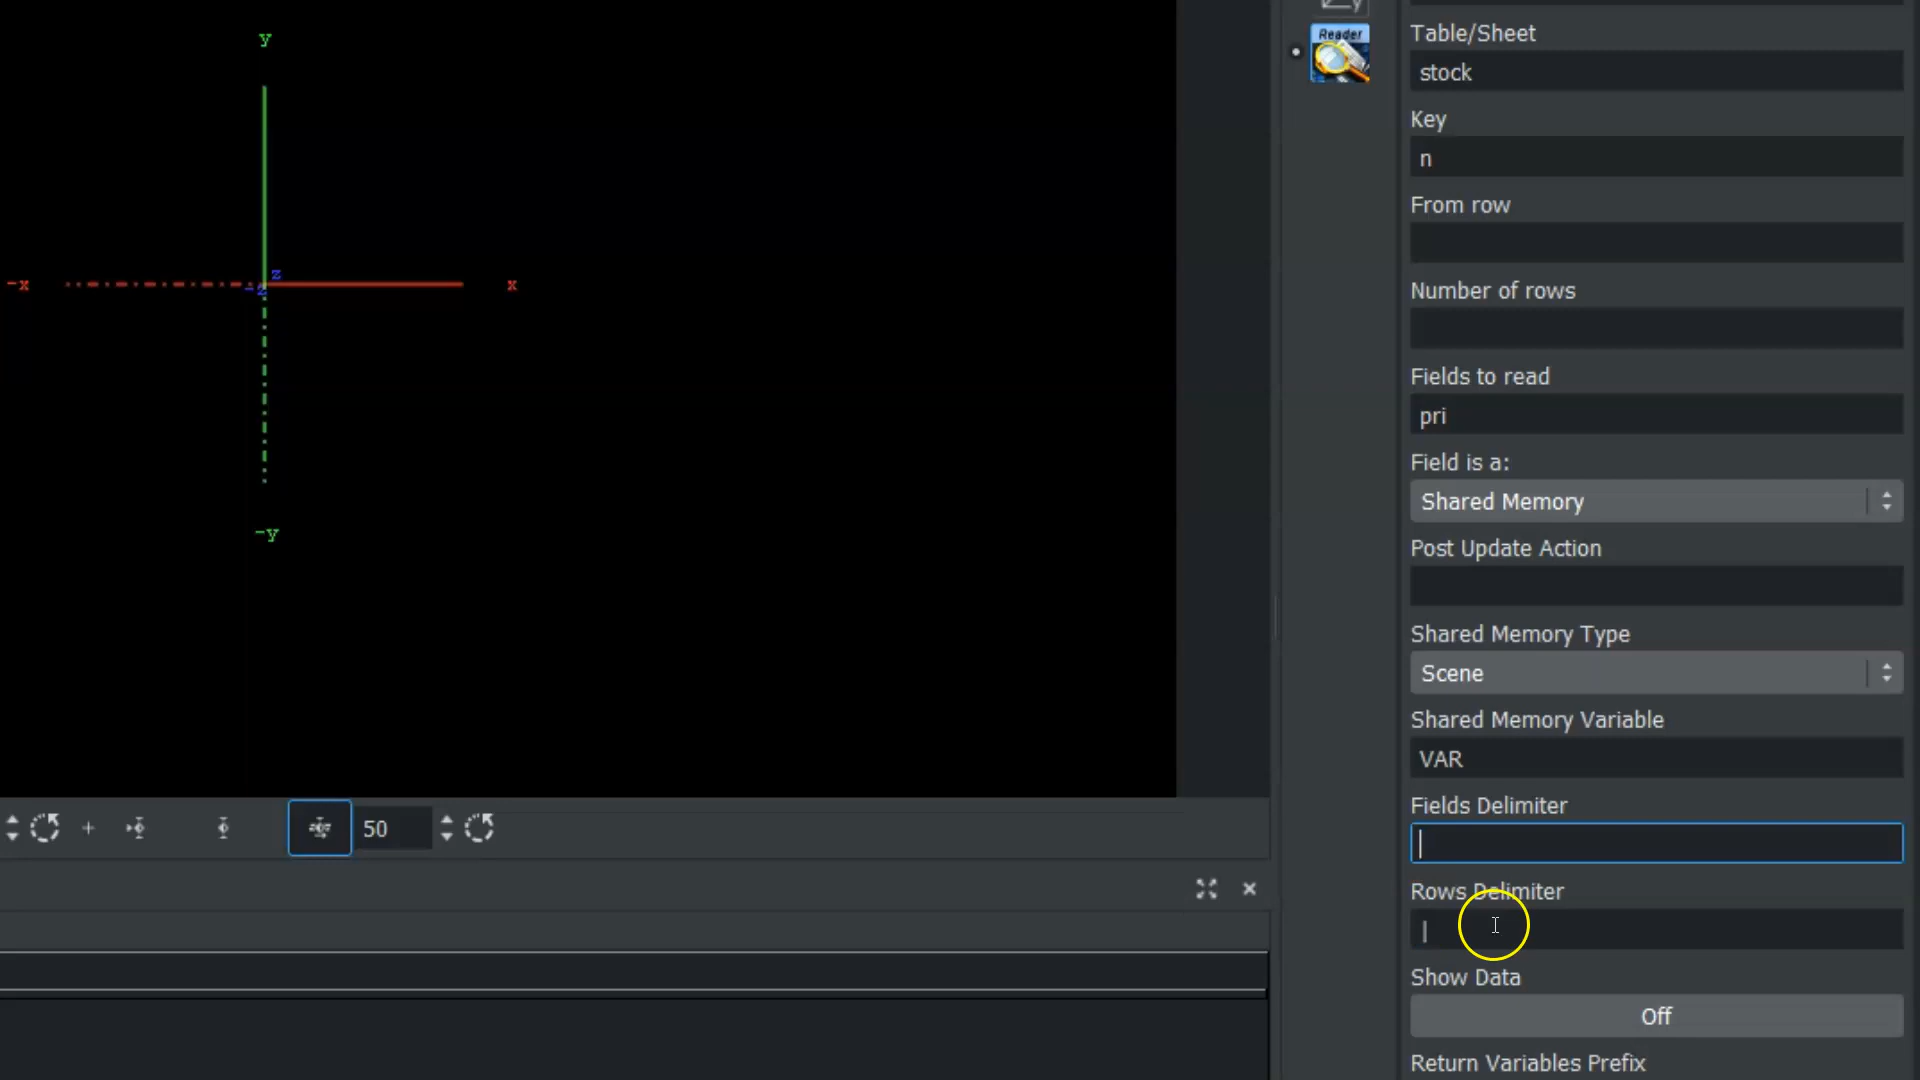 y
-x
z
-z
x
-y
50
y
Reader
Table/Sheet
stock
Key
n
From row
Number of rows
Fields to read
pri
Field is a:
Shared Memory
Post Update Action
Shared Memory Type
Scene
Shared Memory Variable
VAR
Fields Delimiter
Rows Delimiter
|
Show Data
Off
Return Variables Prefix